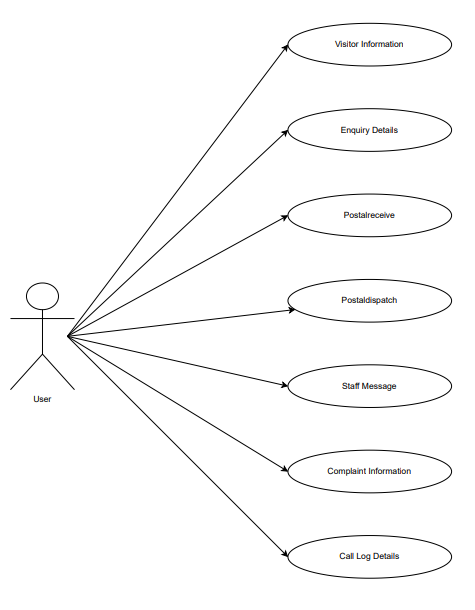 Visitor Information
Enquiry Details
Postalreceive
Postaldispatch
Staff Message
User
Complaint Information
Call Log Details